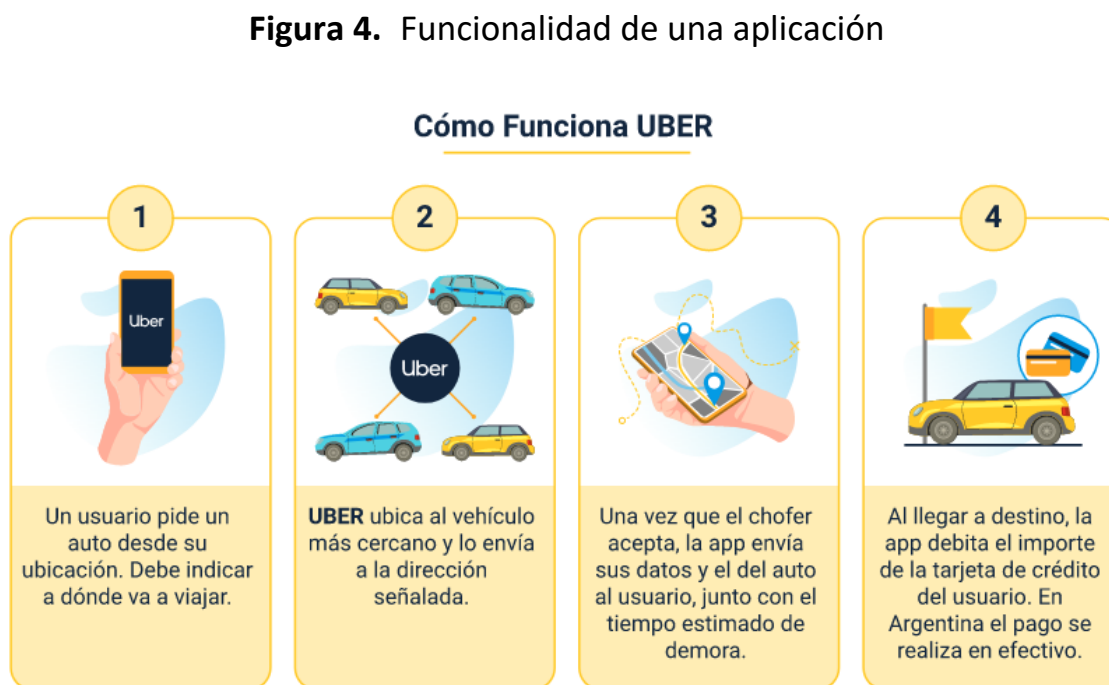 Figura 4. Funcionalidad de una aplicación
Cómo Funciona UBER
1
Uber
Un usuario pide un
auto desde su
ubicación. Debe indicar
a dónde va a viajar.
2
Uber
UBER ubica al vehículo
más cercano y lo envía
a la dirección
señalada.
3
Una vez que el chofer
acepta, la app envía
sus datos y el del auto
al usuario, junto con el
tiempo estimado de
demora.
4
Al llegar a destino, la
app debita el importe
de la tarjeta de crédito
del usuario. En
Argentina el pago se
realiza en efectivo.